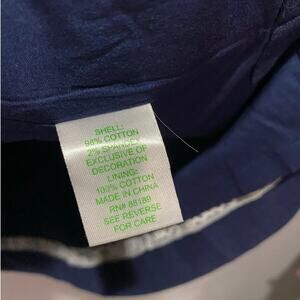 SHELL:
98% COTTON
2% SPANDEX
EXCLUSIVE OF
DECORATION
LINING:
100% COTTON
MADE IN CHINA
RN# 88189
SEE REVERSE
FOR CARE